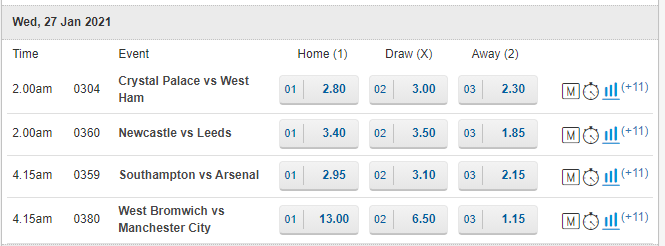 Wed, 27 Jan 2021
Time Event Home (1) Draw (X) Away (2)
2.00am 0304 Crystal Palace vs West 01 2.80 02 3.00 03 2.30 M (+11)
Ham
2.00am 0360 Newcastle vs Leeds 01 3.40 02 3.50 03 1.85 M (+11)
4.15am 0359 Southampton vs Arsenal 01 2.95 02 3.10 03 2.15 M (+11)
4.15am 0380 West Bromwich vs 01 13.00 02 6.50 03 1.15 M (+11)
Manchester City